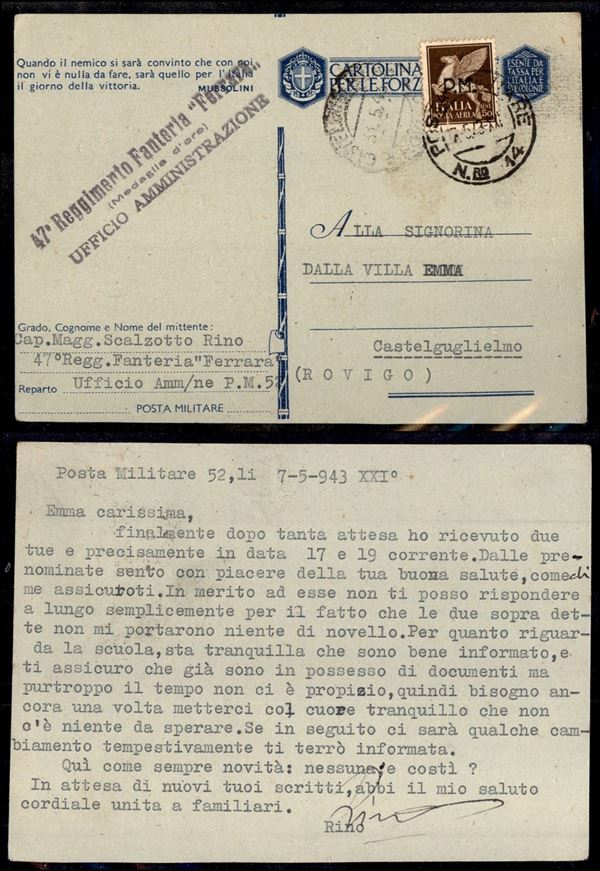 Quando il nemico si sarà convinto che con noi
non vi è nulla da fare, sarà quello per l'Italia
il giorno della vittoria. MUSSOLINI
47° Reggimento Fanteria "Ferrara"
(Medaglia d'oro)
UFFICIO AMMINISTRAZIONE
CARTOLINA
PER LE FORZE
P.M.
ITALIA
POSTA AEREA
50
ESENTE DA
TASSA PER
L'ITALIA E
SVE COLONIE
N.RO 14
ALLA SIGNORINA
DALLA VILLA EMMA
Castelguglielmo
(ROVIGO)
Grado, Cognome e Nome del mittente:
Cap.Magg.Scalzotto Rino
47°Regg.Fanteria"Ferrara
Reparto Ufficio Amm/ne P.M.52
POSTA MILITARE
Posta Militare 52,li 7-5-943 XXI°
Emma carissima,
finalmente dopo tanta attesa ho ricevuto due
tue e precisamente in data 17 e 19 corrente.Dalle pre-
nominate sento con piacere della tua buona salute,come di
me assicuroti. In merito ad esse non ti posso rispondere
a lungo semplicemente per il fatto che le due sopra det-
te non mi portarono niente di novello.Per quanto riguar-
da la scuola,sta tranquilla che sono bene informato,e
ti assicuro che già sono in possesso di documenti ma
purtroppo il tempo non ci è propizio,quindi bisogno an-
cora una volta metterci col cuore tranquillo che non
c'è niente da sperare.Se in seguito ci sarà qualche cam-
biamento tempestivamente ti terrò informata.
Quì come sempre novità: nessuna,e costì ?
In attesa di nuovi tuoi scritti,abbi il mio saluto
cordiale unita a familiari.
Rino
Rino